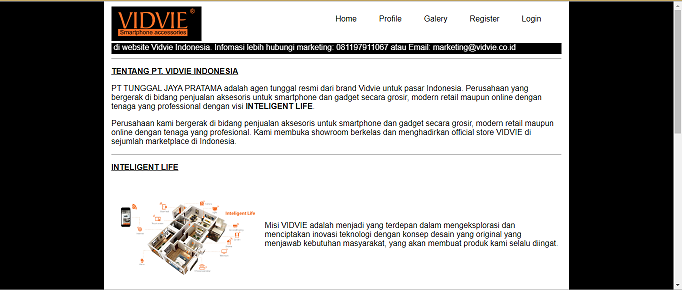 VIDVIE®
Smartphone accessories
Home Profile Galery Register Login
di website Vidvie Indonesia. Infomasi lebih hubungi marketing: 081197911067 atau Email: marketing@vidvie.co.id
TENTANG PT. VIDVIE INDONESIA
PT TUNGGAL JAYA PRATAMA adalah agen tunggal resmi dari brand Vidvie untuk pasar Indonesia. Perusahaan yang
bergerak di bidang penjualan aksesoris untuk smartphone dan gadget secara grosir, modern retail maupun online dengan
tenaga yang professional dengan visi INTELIGENT LIFE.
Perusahaan kami bergerak di bidang penjualan aksesoris untuk smartphone dan gadget secara grosir, modern retail maupun
online dengan tenaga yang profesional. Kami membuka showroom berkelas dan menghadirkan official store VIDVIE di
sejumlah marketplace di Indonesia.
INTELIGENT LIFE
Inteligent Life
Misi VIDVIE adalah menjadi yang terdepan dalam mengeksplorasi dan
menciptakan inovasi teknologi dengan konsep desain yang original yang
menjawab kebutuhan masyarakat, yang akan membuat produk kami selalu diingat.